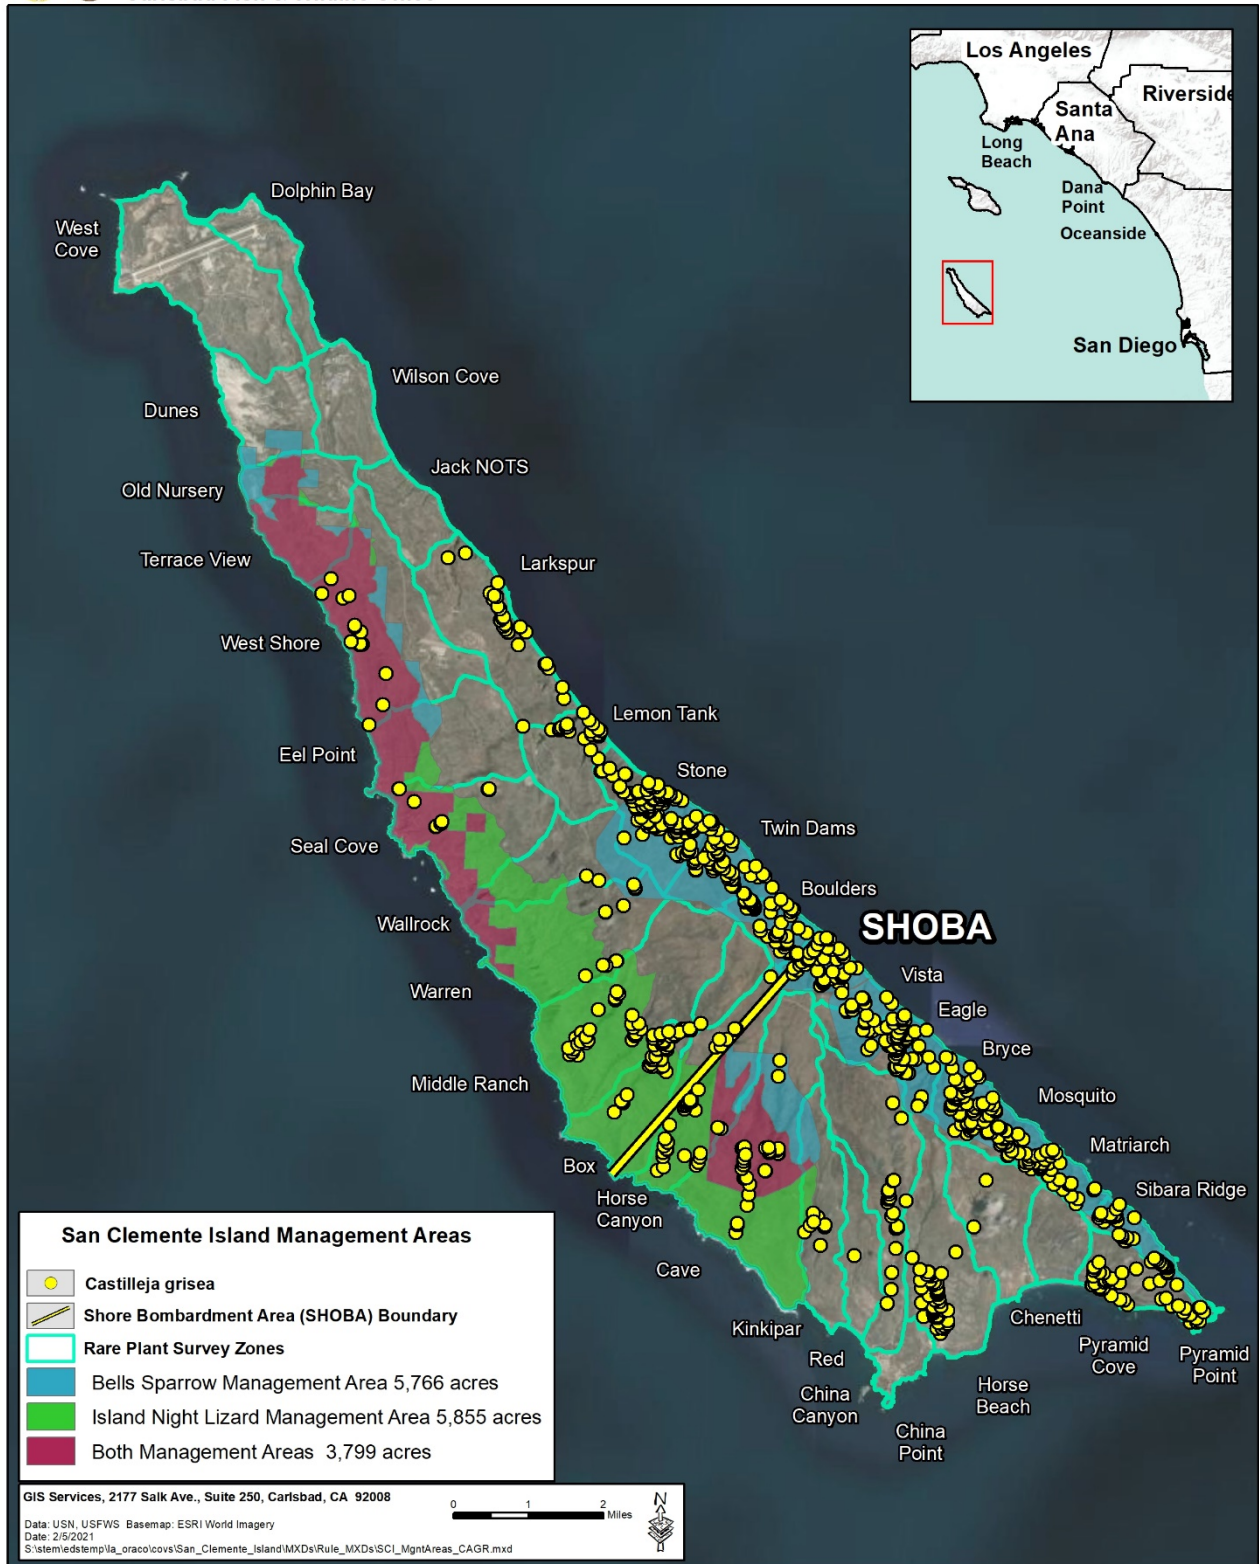 Los Angeles
Riverside
Santa
Ana
Long
Beach
Dana
Point
Oceanside
San Diego
Dolphin Bay
West
Cove
Wilson Cove
Dunes
Jack NOTS
Old Nursery
Terrace View
Larkspur
West Shore
Lemon Tank
Eel Point
Stone
Twin Dams
Seal Cove
Boulders
Wallrock
SHOBA
Vista
Warren
Eagle
Bryce
Middle Ranch
Mosquito
Matriarch
Box
Sibara Ridge
Horse
Canyon
Cave
Kinkipar
Chenetti
Red
Pyramid
Cove
Pyramid
Point
China
Canyon
Horse
Beach
China
Point
San Clemente Island Management Areas
Castilleja grisea
Shore Bombardment Area (SHOBA) Boundary
Rare Plant Survey Zones
Bells Sparrow Management Area 5,766 acres
Island Night Lizard Management Area 5,855 acres
Both Management Areas 3,799 acres
GIS Services, 2177 Salk Ave., Suite 250, Carlsbad, CA 92008
0 1 2
Miles
N
Data: USN, USFWS Basemap: ESRI World Imagery
Date: 2/5/2021
S:\stem\edstemp\la_oraco\covs\San_Clemente_Island\MXDs\Rule_MXDs\SCI_MgntAreas_CAGR.mxd